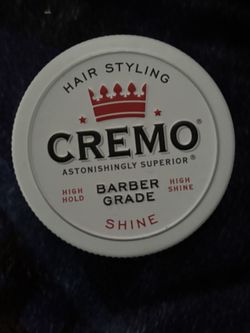 HAIR STYLING
CREMO®
ASTONISHINGLY SUPERIOR®
HIGH HOLD
BARBER GRADE
HIGH SHINE
SHINE